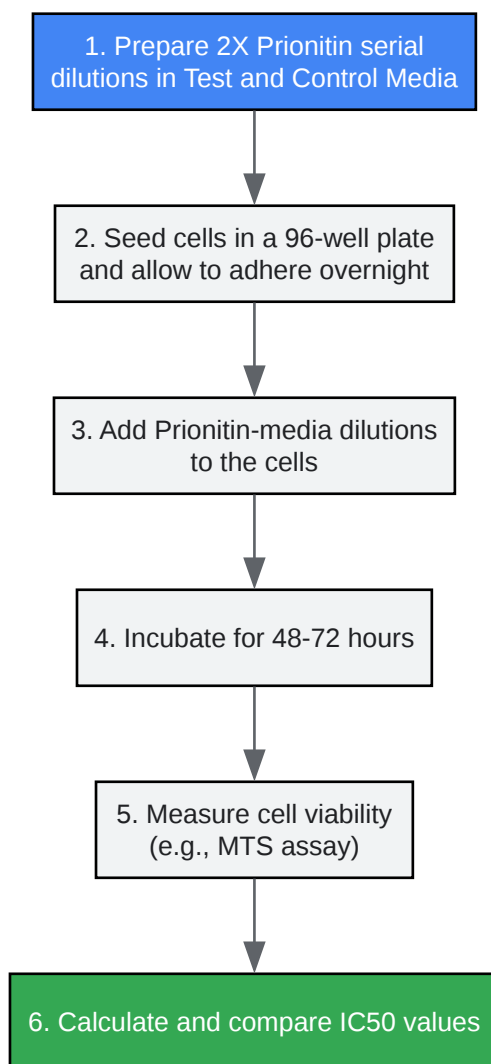 1. Prepare 2X Prionitin serial
dilutions in Test and Control Media
2. Seed cells in a 96-well plate
and allow to adhere overnight
3. Add Prionitin-media dilutions
to the cells
4. Incubate for 48-72 hours
5. Measure cell viability
(e.g., MTS assay)
6. Calculate and compare IC50 values